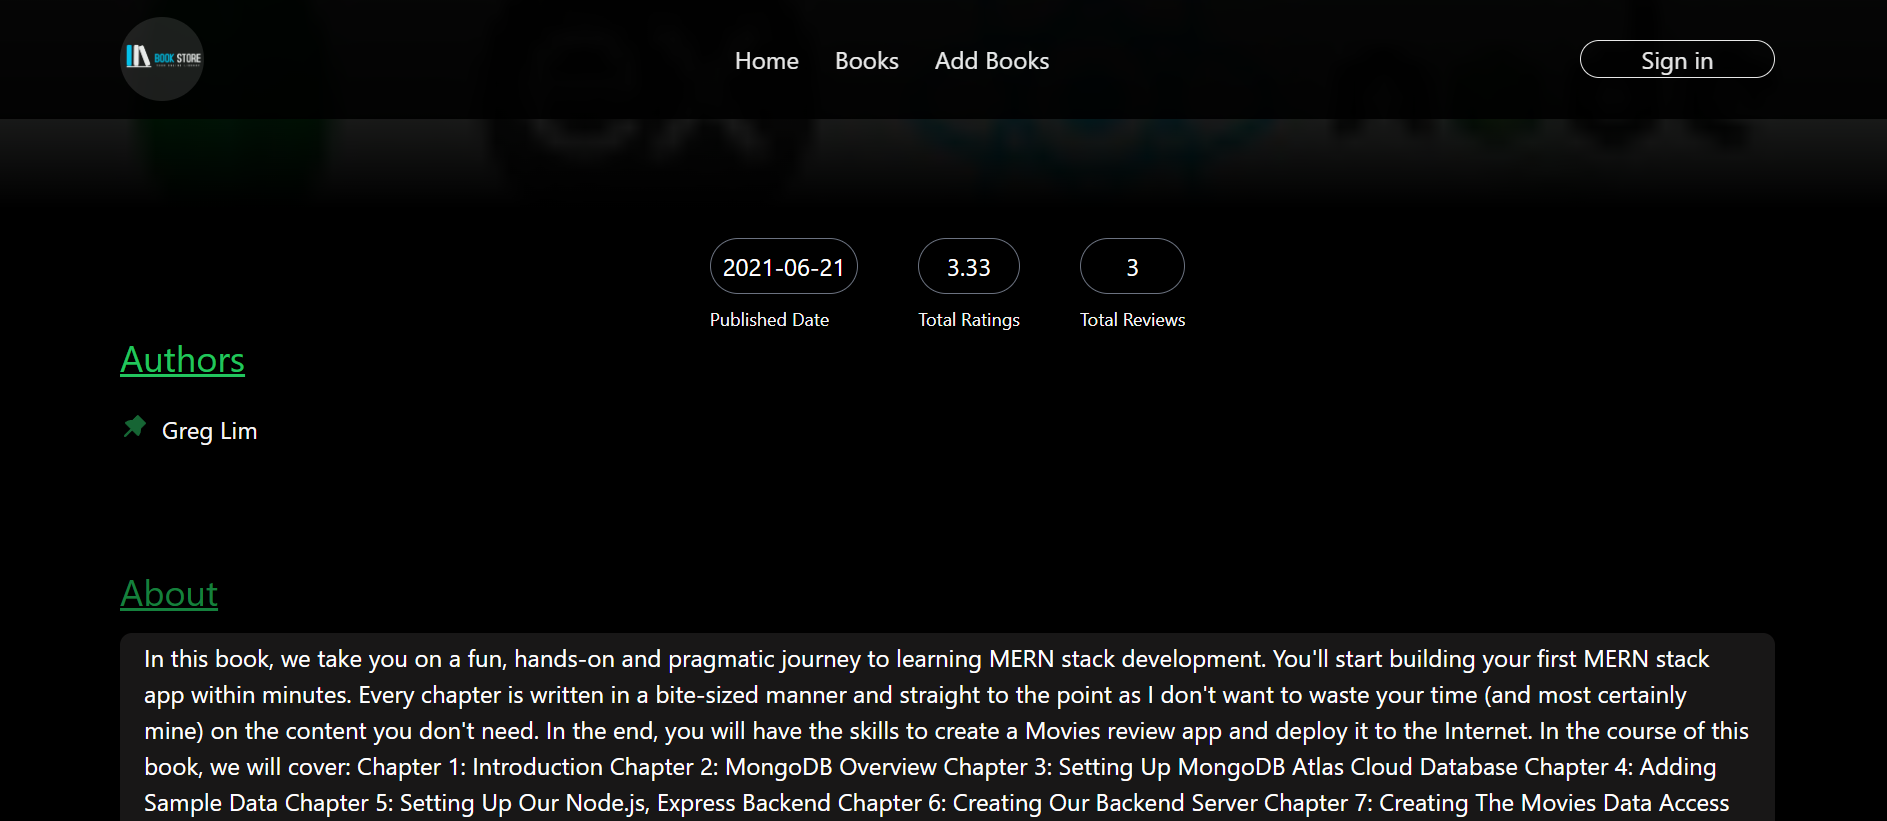 BOOK STORE
Home Books Add Books
Sign in
2021-06-21 3.33 3
Published Date Total Ratings Total Reviews
Authors
Greg Lim
About
In this book, we take you on a fun, hands-on and pragmatic journey to learning MERN stack development. You'll start building your first MERN stack
app within minutes. Every chapter is written in a bite-sized manner and straight to the point as I don't want to waste your time (and most certainly
mine) on the content you don't need. In the end, you will have the skills to create a Movies review app and deploy it to the Internet. In the course of this
book, we will cover: Chapter 1: Introduction Chapter 2: MongoDB Overview Chapter 3: Setting Up MongoDB Atlas Cloud Database Chapter 4: Adding
Sample Data Chapter 5: Setting Up Our Node.js, Express Backend Chapter 6: Creating Our Backend Server Chapter 7: Creating The Movies Data Access